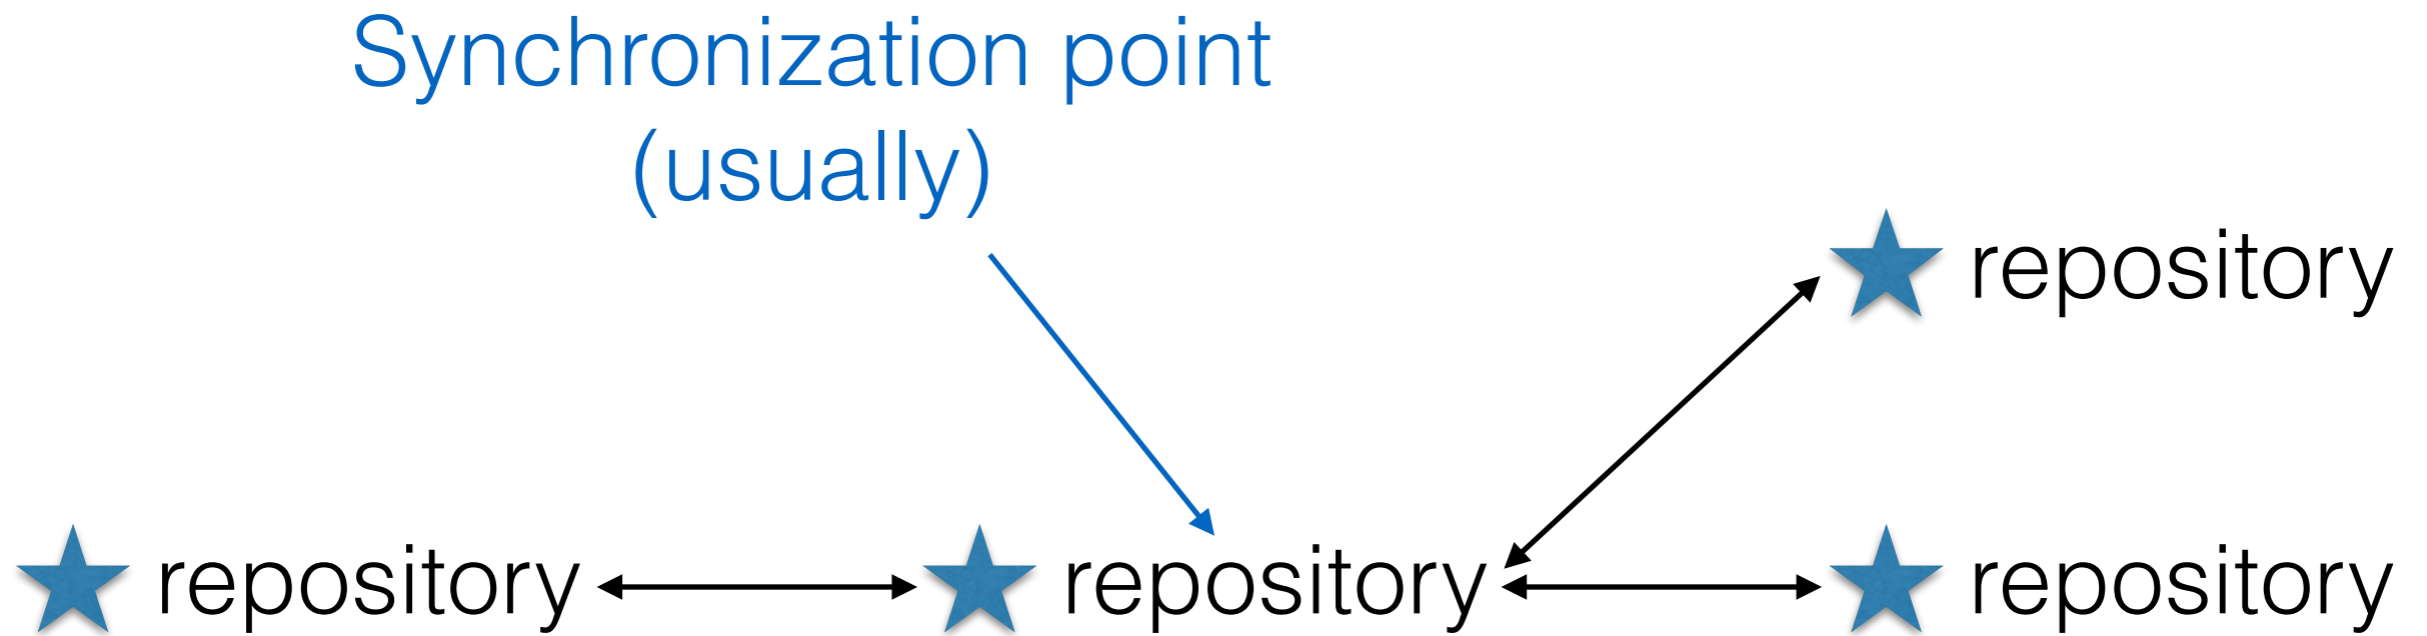 Synchronization point
(usually)
repository
repository
repository
repository